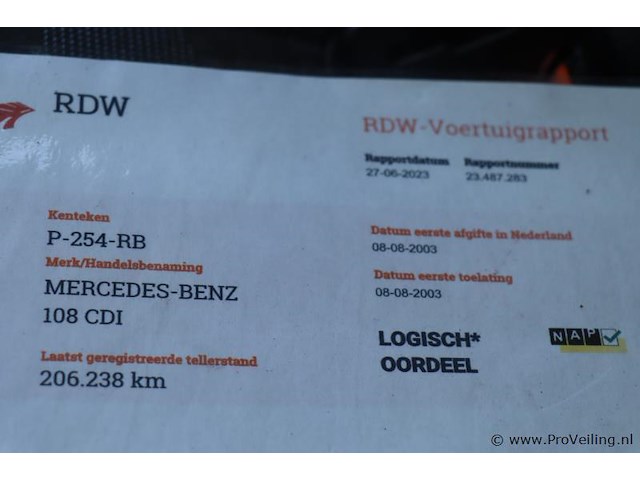 RDW
RDW-Voertuigrapport
Rapportdatum Rapportnummer
27-06-2023 23.487.283
Kenteken
P-254-RB
Merk/Handelsbenaming
MERCEDES-BENZ
108 CDI
Laatst geregistreerde tellerstand
206.238 km
Datum eerste afgifte in Nederland
08-08-2003
Datum eerste toelating
08-08-2003
LOGISCH*
OORDEEL
NAP
© www.ProVeiling.nl